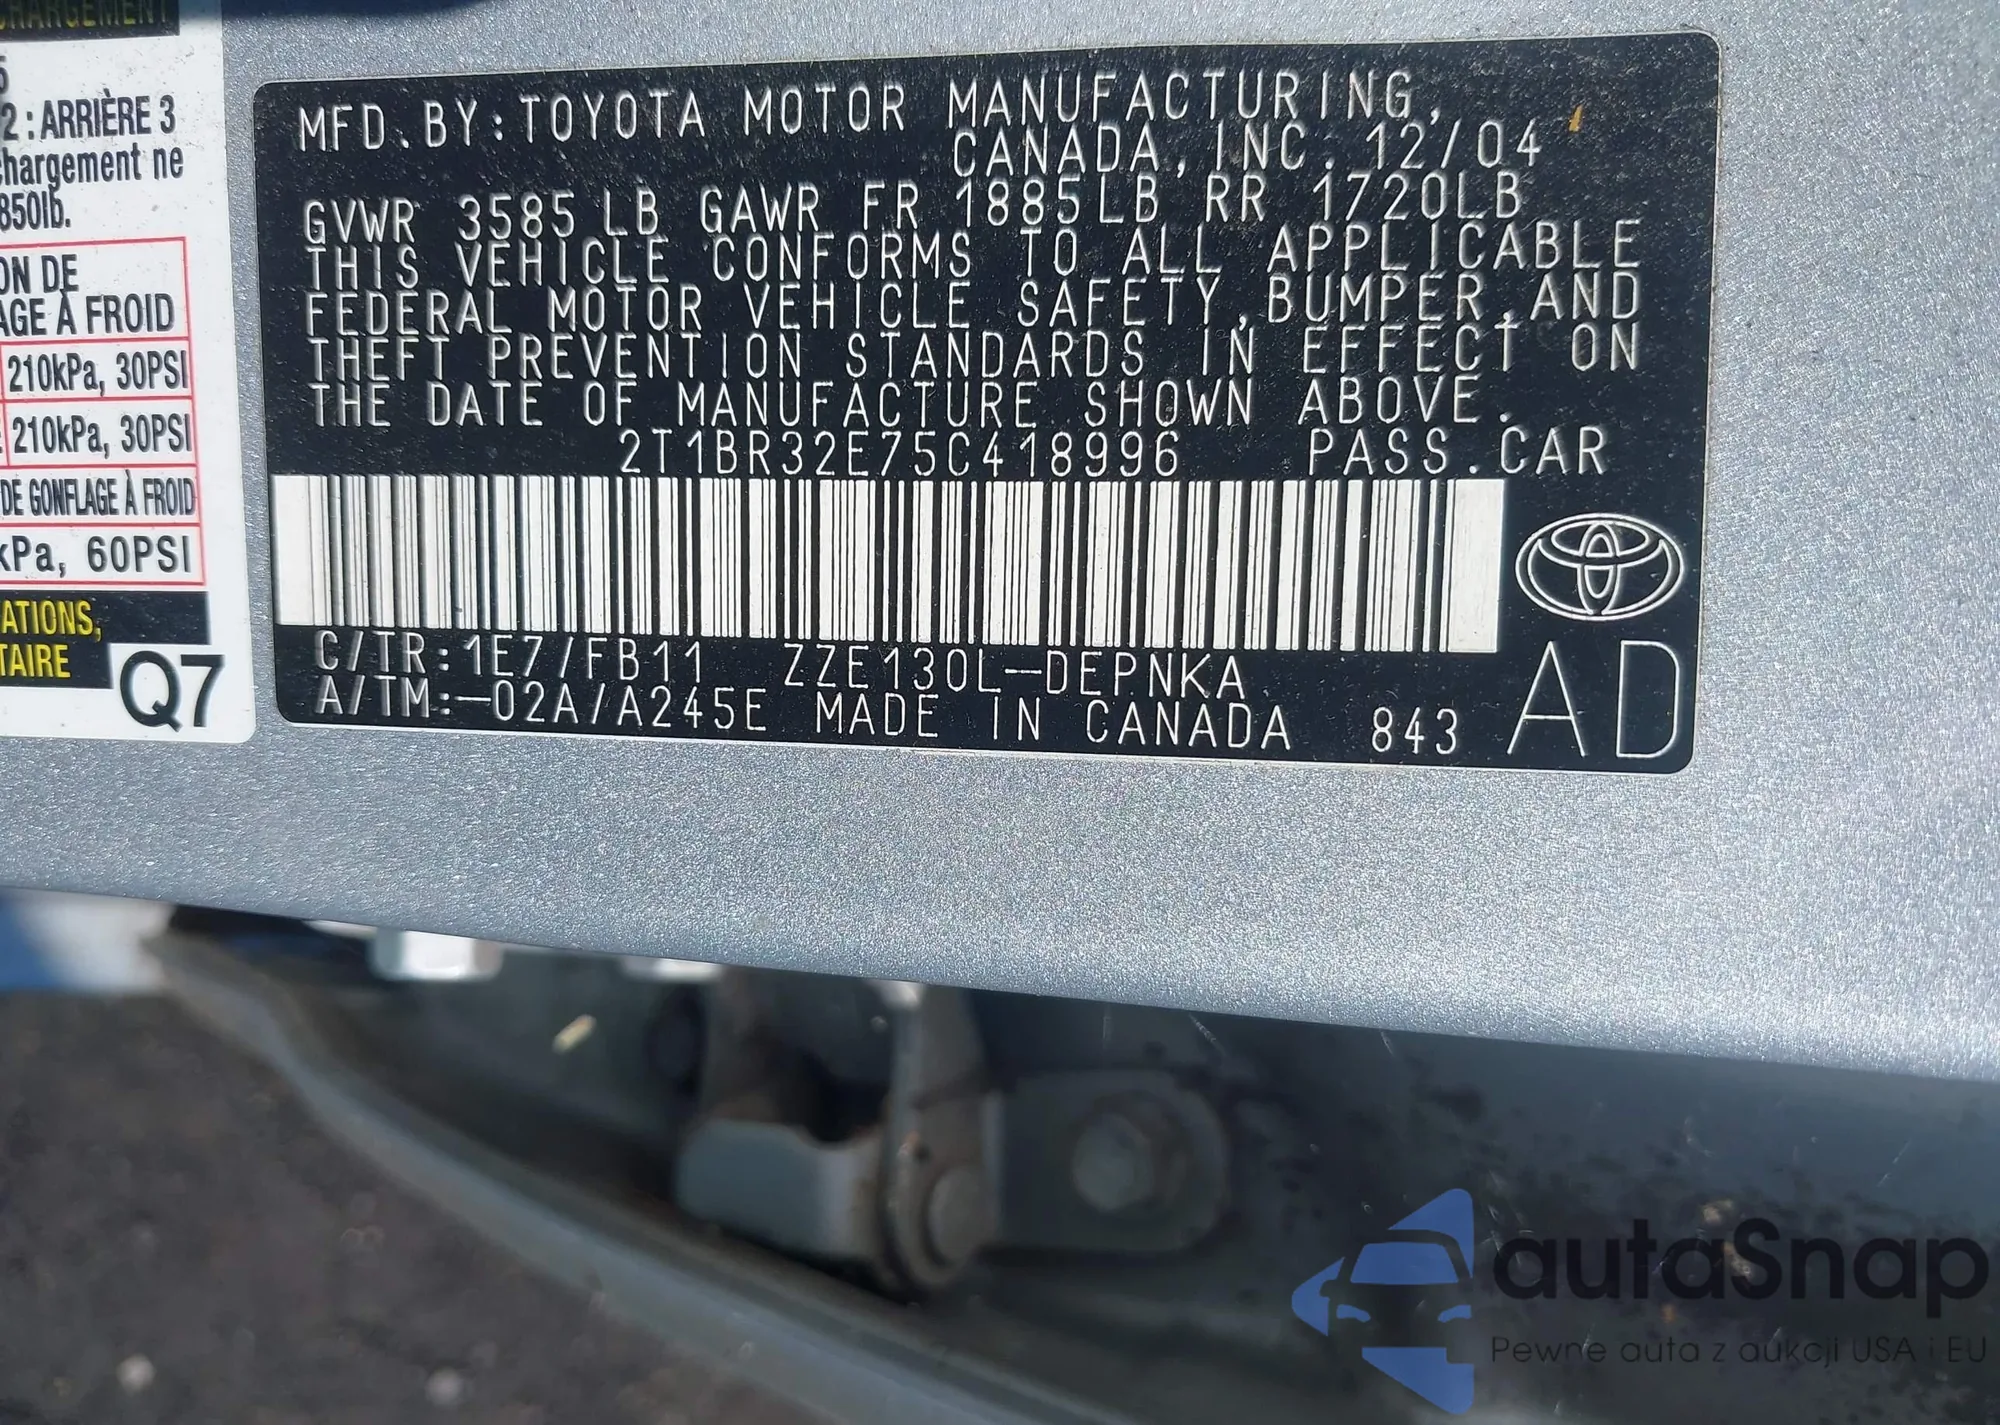 CHARGEMENT
5
2 : ARRIÈRE 3
chargement ne
850lb.
ON DE
AGE À FROID
210kPa, 30PSI
210kPa, 30PSI
DE GONFLAGE À FROID
kPa, 60PSI
ATIONS,
TAIRE
Q7
MFD. BY: TOYOTA MOTOR MANUFACTURING,
CANADA, INC. 12/04
GVWR 3585 LB GAWR FR 1885LB RR 1720LB
THIS VEHICLE CONFORMS TO ALL APPLICABLE
FEDERAL MOTOR VEHICLE SAFETY, BUMPER, AND
THEFT PREVENTION STANDARDS IN EFFECT ON
THE DATE OF MANUFACTURE SHOWN ABOVE.
2T1BR32E75C418996 PASS. CAR
C/TR: 1E7/FB11 ZZE130L-DEPNKA
A/TM:-02A/A245E MADE IN CANADA 843 AD
autaSnap
Pewne auta z aukcji USA i EU